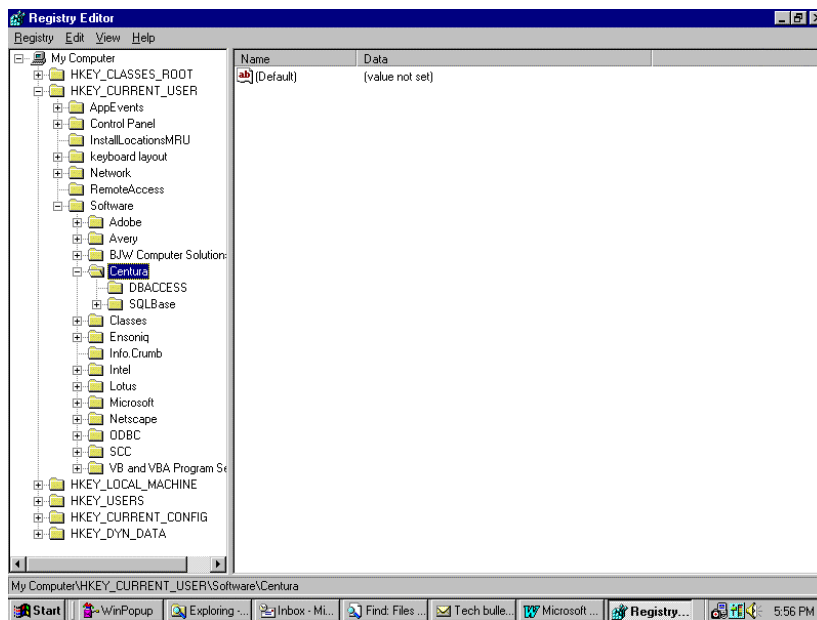 Registry Editor
Registry Edit View Help
My Computer
HKEY_CLASSES_ROOT
HKEY_CURRENT_USER
AppEvents
Control Panel
InstallLocationsMRU
keyboard layout
Network
RemoteAccess
Software
Adobe
Avery
BJW Computer Solution
Centura
DBACCESS
SQLBase
Classes
Ensoniq
Info.Crumb
Intel
Lotus
Microsoft
Netscape
ODBC
SCC
VB and VBA Program Se
HKEY_LOCAL_MACHINE
HKEY_USERS
HKEY_CURRENT_CONFIG
HKEY_DYN_DATA
Name Data
ab (Default) (value not set)
My Computer\HKEY_CURRENT_USER\Software\Centura
Start WinPopup Exploring -... Inbox - Mi... Find: Files ... Tech bulle... Microsoft ... Registry... 5:56 PM